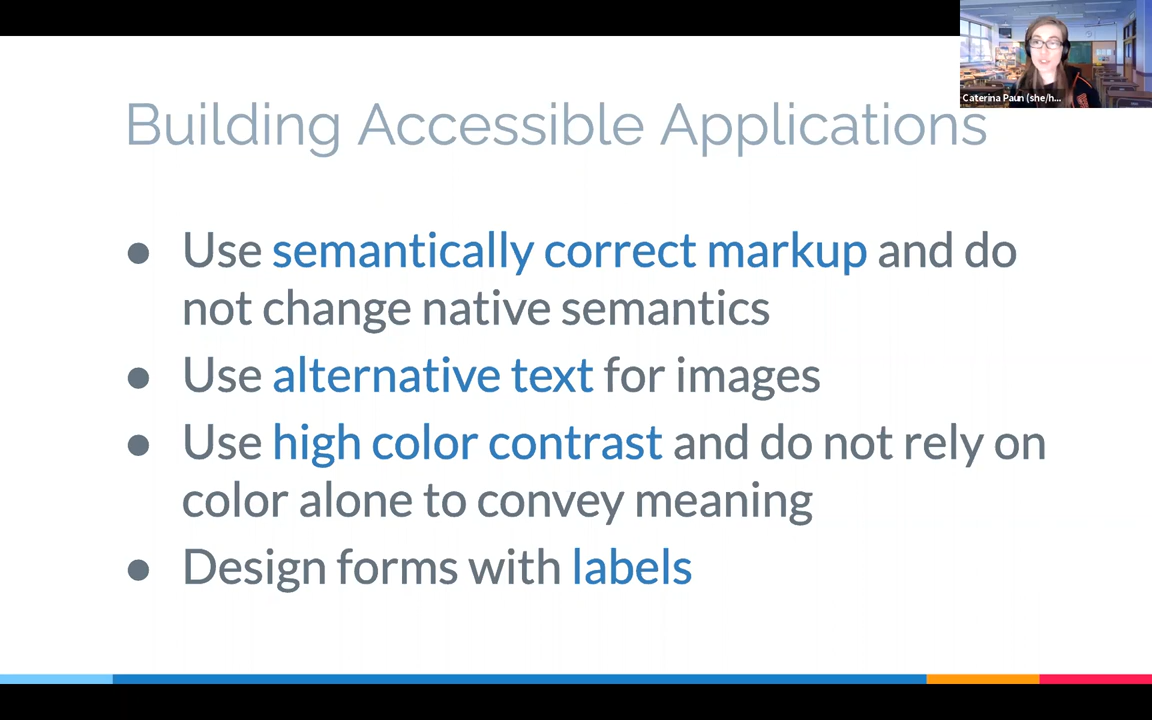 Caterina Paun (she/h...
Building Accessible Applications
● Use semantically correct markup and do
not change native semantics
● Use alternative text for images
● Use high color contrast and do not rely on
color alone to convey meaning
● Design forms with labels